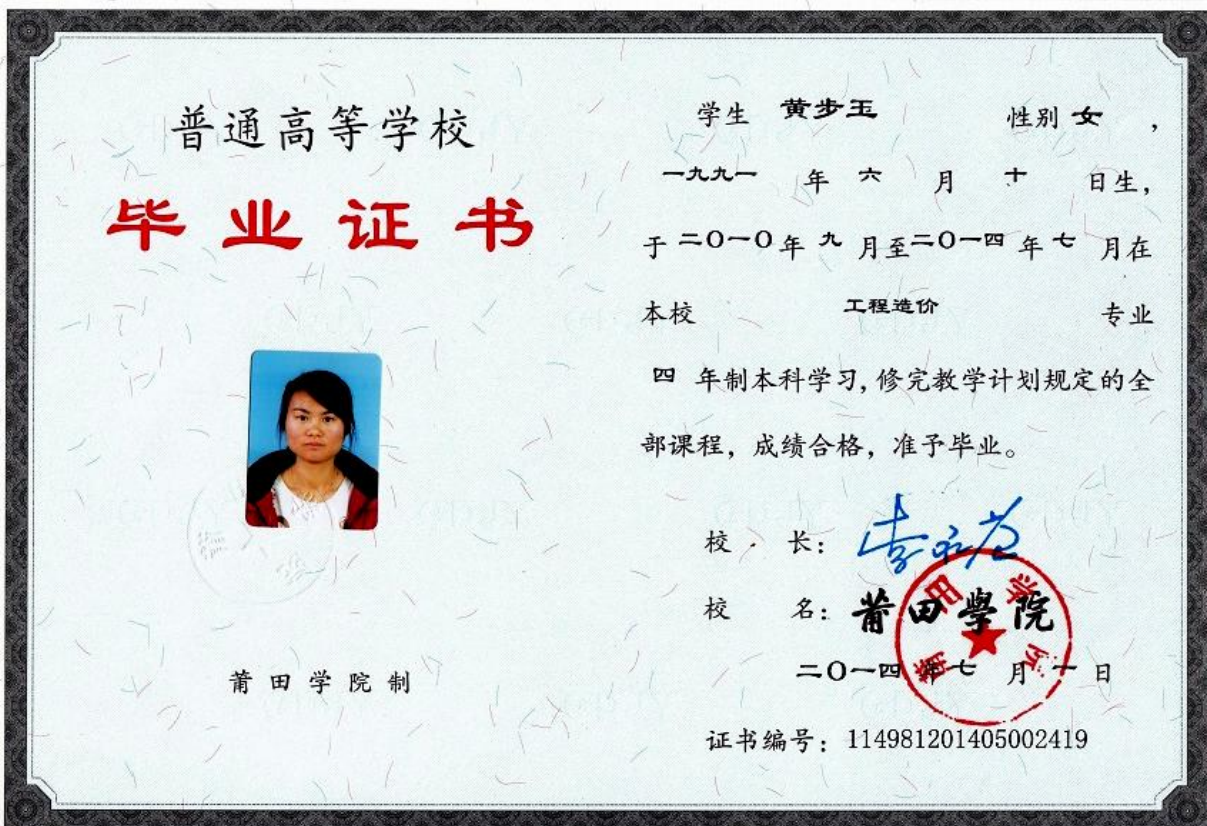 普通高等学校
毕业证书
莆田学院制
学生 黄步玉 性别 女 ，
一九九一 年 六 月 十 日生，
于 二〇一〇 年 九 月至 二〇一四 年 七 月在
本校 工程造价 专业
四 年制本科学习，修完教学计划规定的全
部课程，成绩合格，准予毕业。
校 长：
校 名：莆田學院
二〇一四 年 七 月 一 日
证书编号：114981201405002419
莆田学院